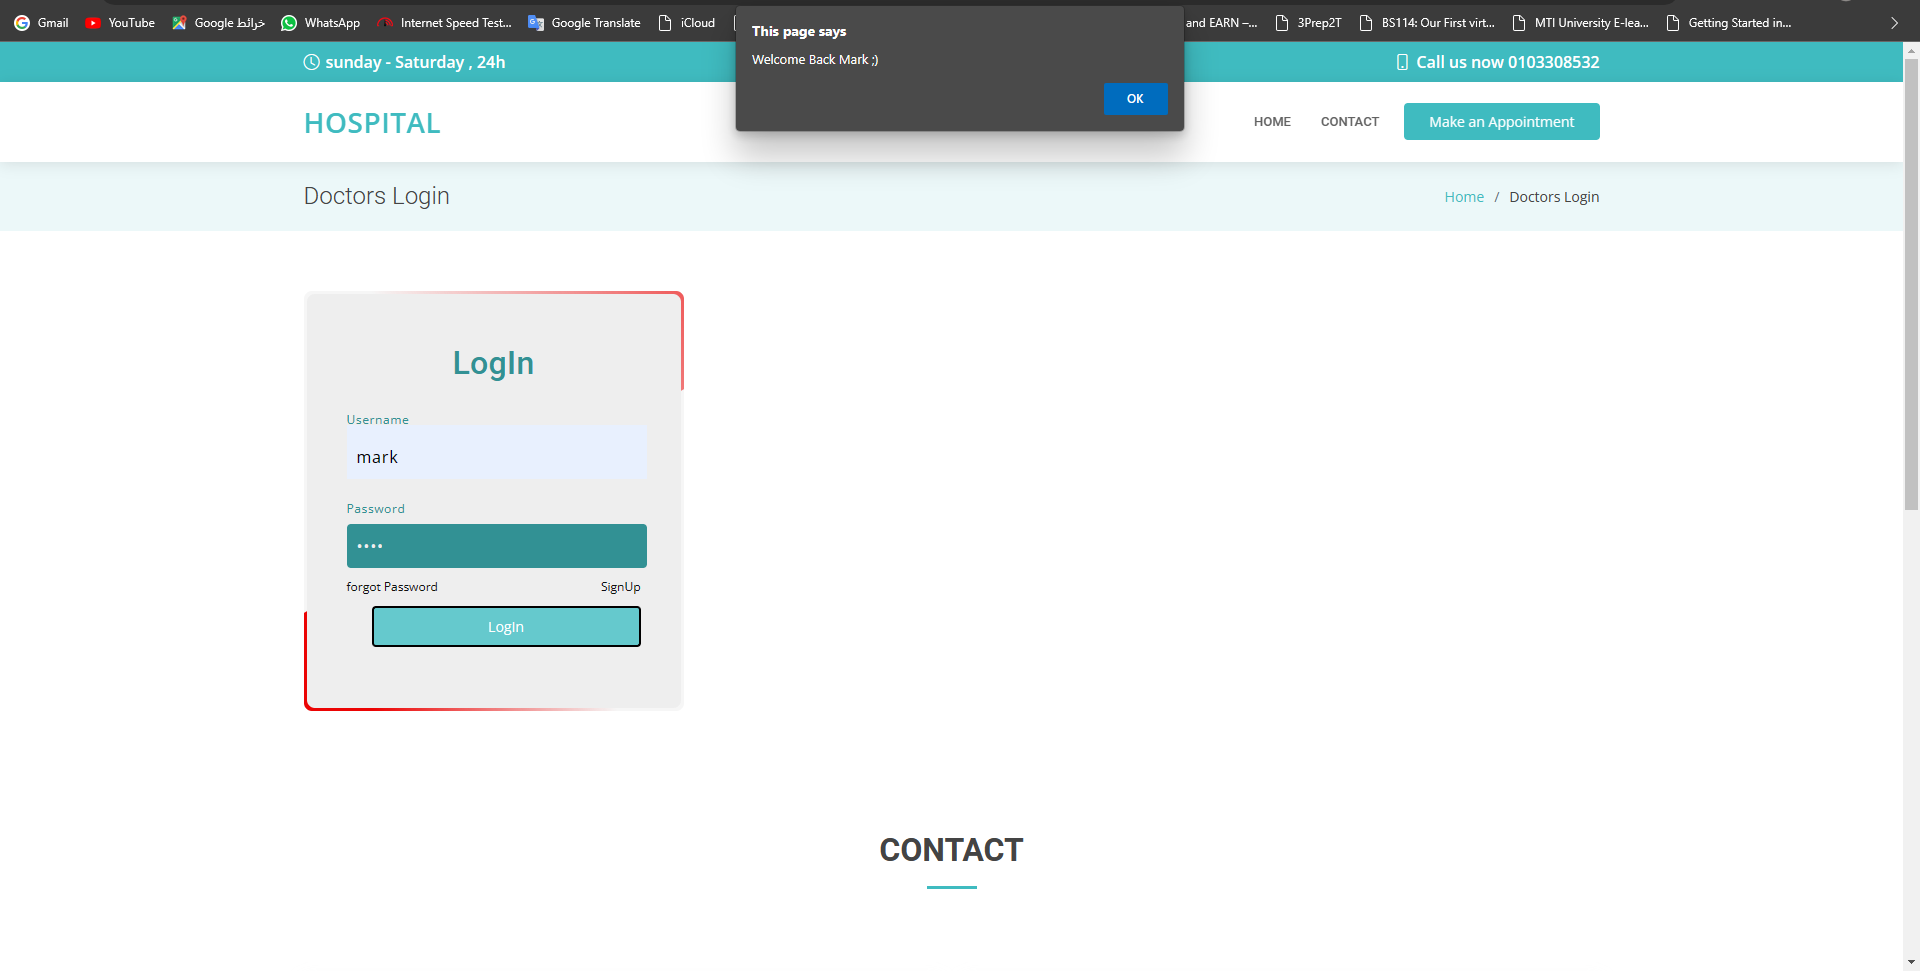 Gmail YouTube خرائط Google WhatsApp Internet Speed Test... Google Translate iCloud and EARN –... 3Prep2T BS114: Our First virt... MTI University E-lea... Getting Started in...
This page says
Welcome Back Mark ;)
OK
sunday - Saturday , 24h
Call us now 0103308532
HOSPITAL
HOME CONTACT Make an Appointment
Doctors Login
Home / Doctors Login
LogIn
Username
mark
Password
••••
forgot Password SignUp
LogIn
CONTACT